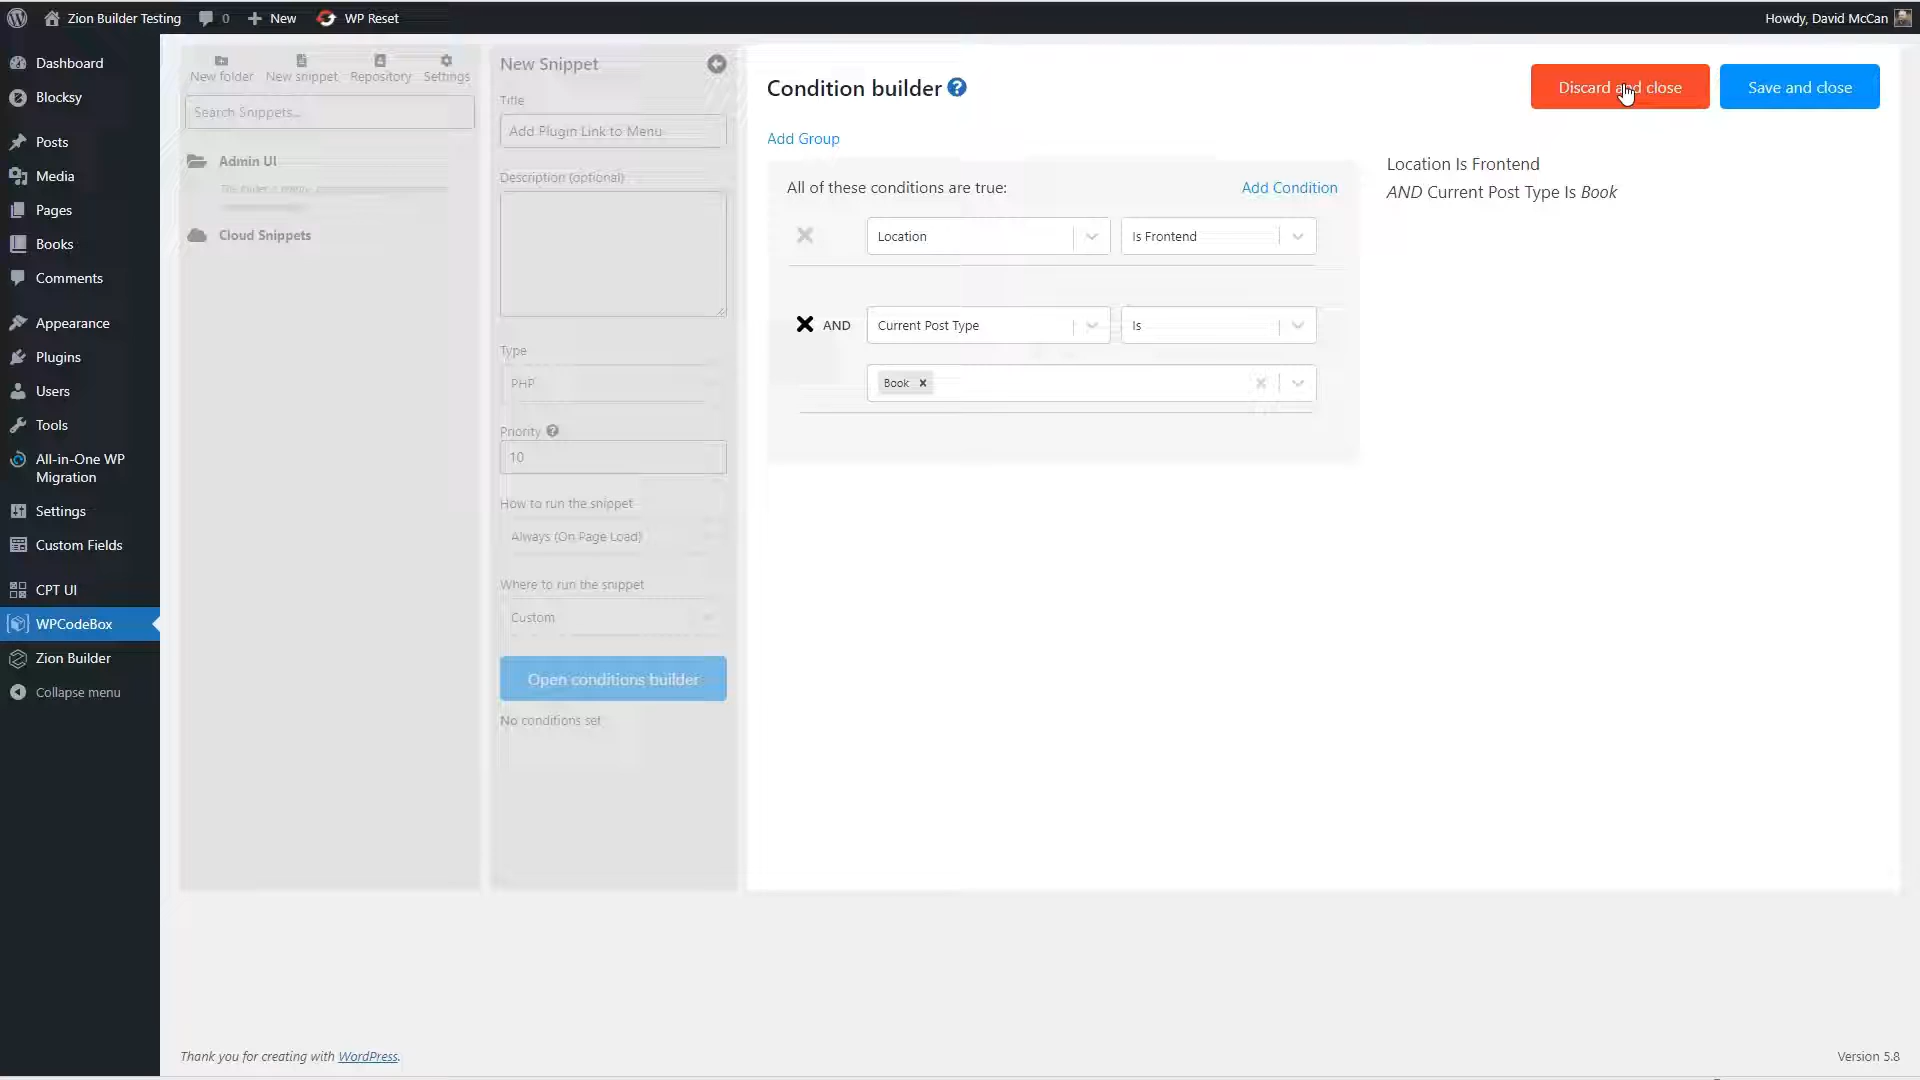 Zion Builder Testing
0
New
WP Reset
Howdy, David McCan
Dashboard
Blocksy
Posts
Media
Pages
Books
Comments
Appearance
Plugins
Users
Tools
All-in-One WP
Migration
Settings
Custom Fields
CPT UI
WPCodeBox
Zion Builder
Collapse menu
New folder
New snippet
Repository
Settings
Search Snippets...
Admin UI
This folder is empty
Cloud Snippets
New Snippet
Title
Add Plugin Link to Menu
Description (optional)
Type
PHP
Priority
10
How to run the snippet
Always (On Page Load)
Where to run the snippet
Custom
Open conditions builder
No conditions set
Condition builder
Discard and close
Save and close
Add Group
All of these conditions are true:
Add Condition
Location
Is Frontend
AND
Current Post Type
Is
Book
Location Is Frontend
AND Current Post Type Is Book
Thank you for creating with WordPress.
Version 5.8